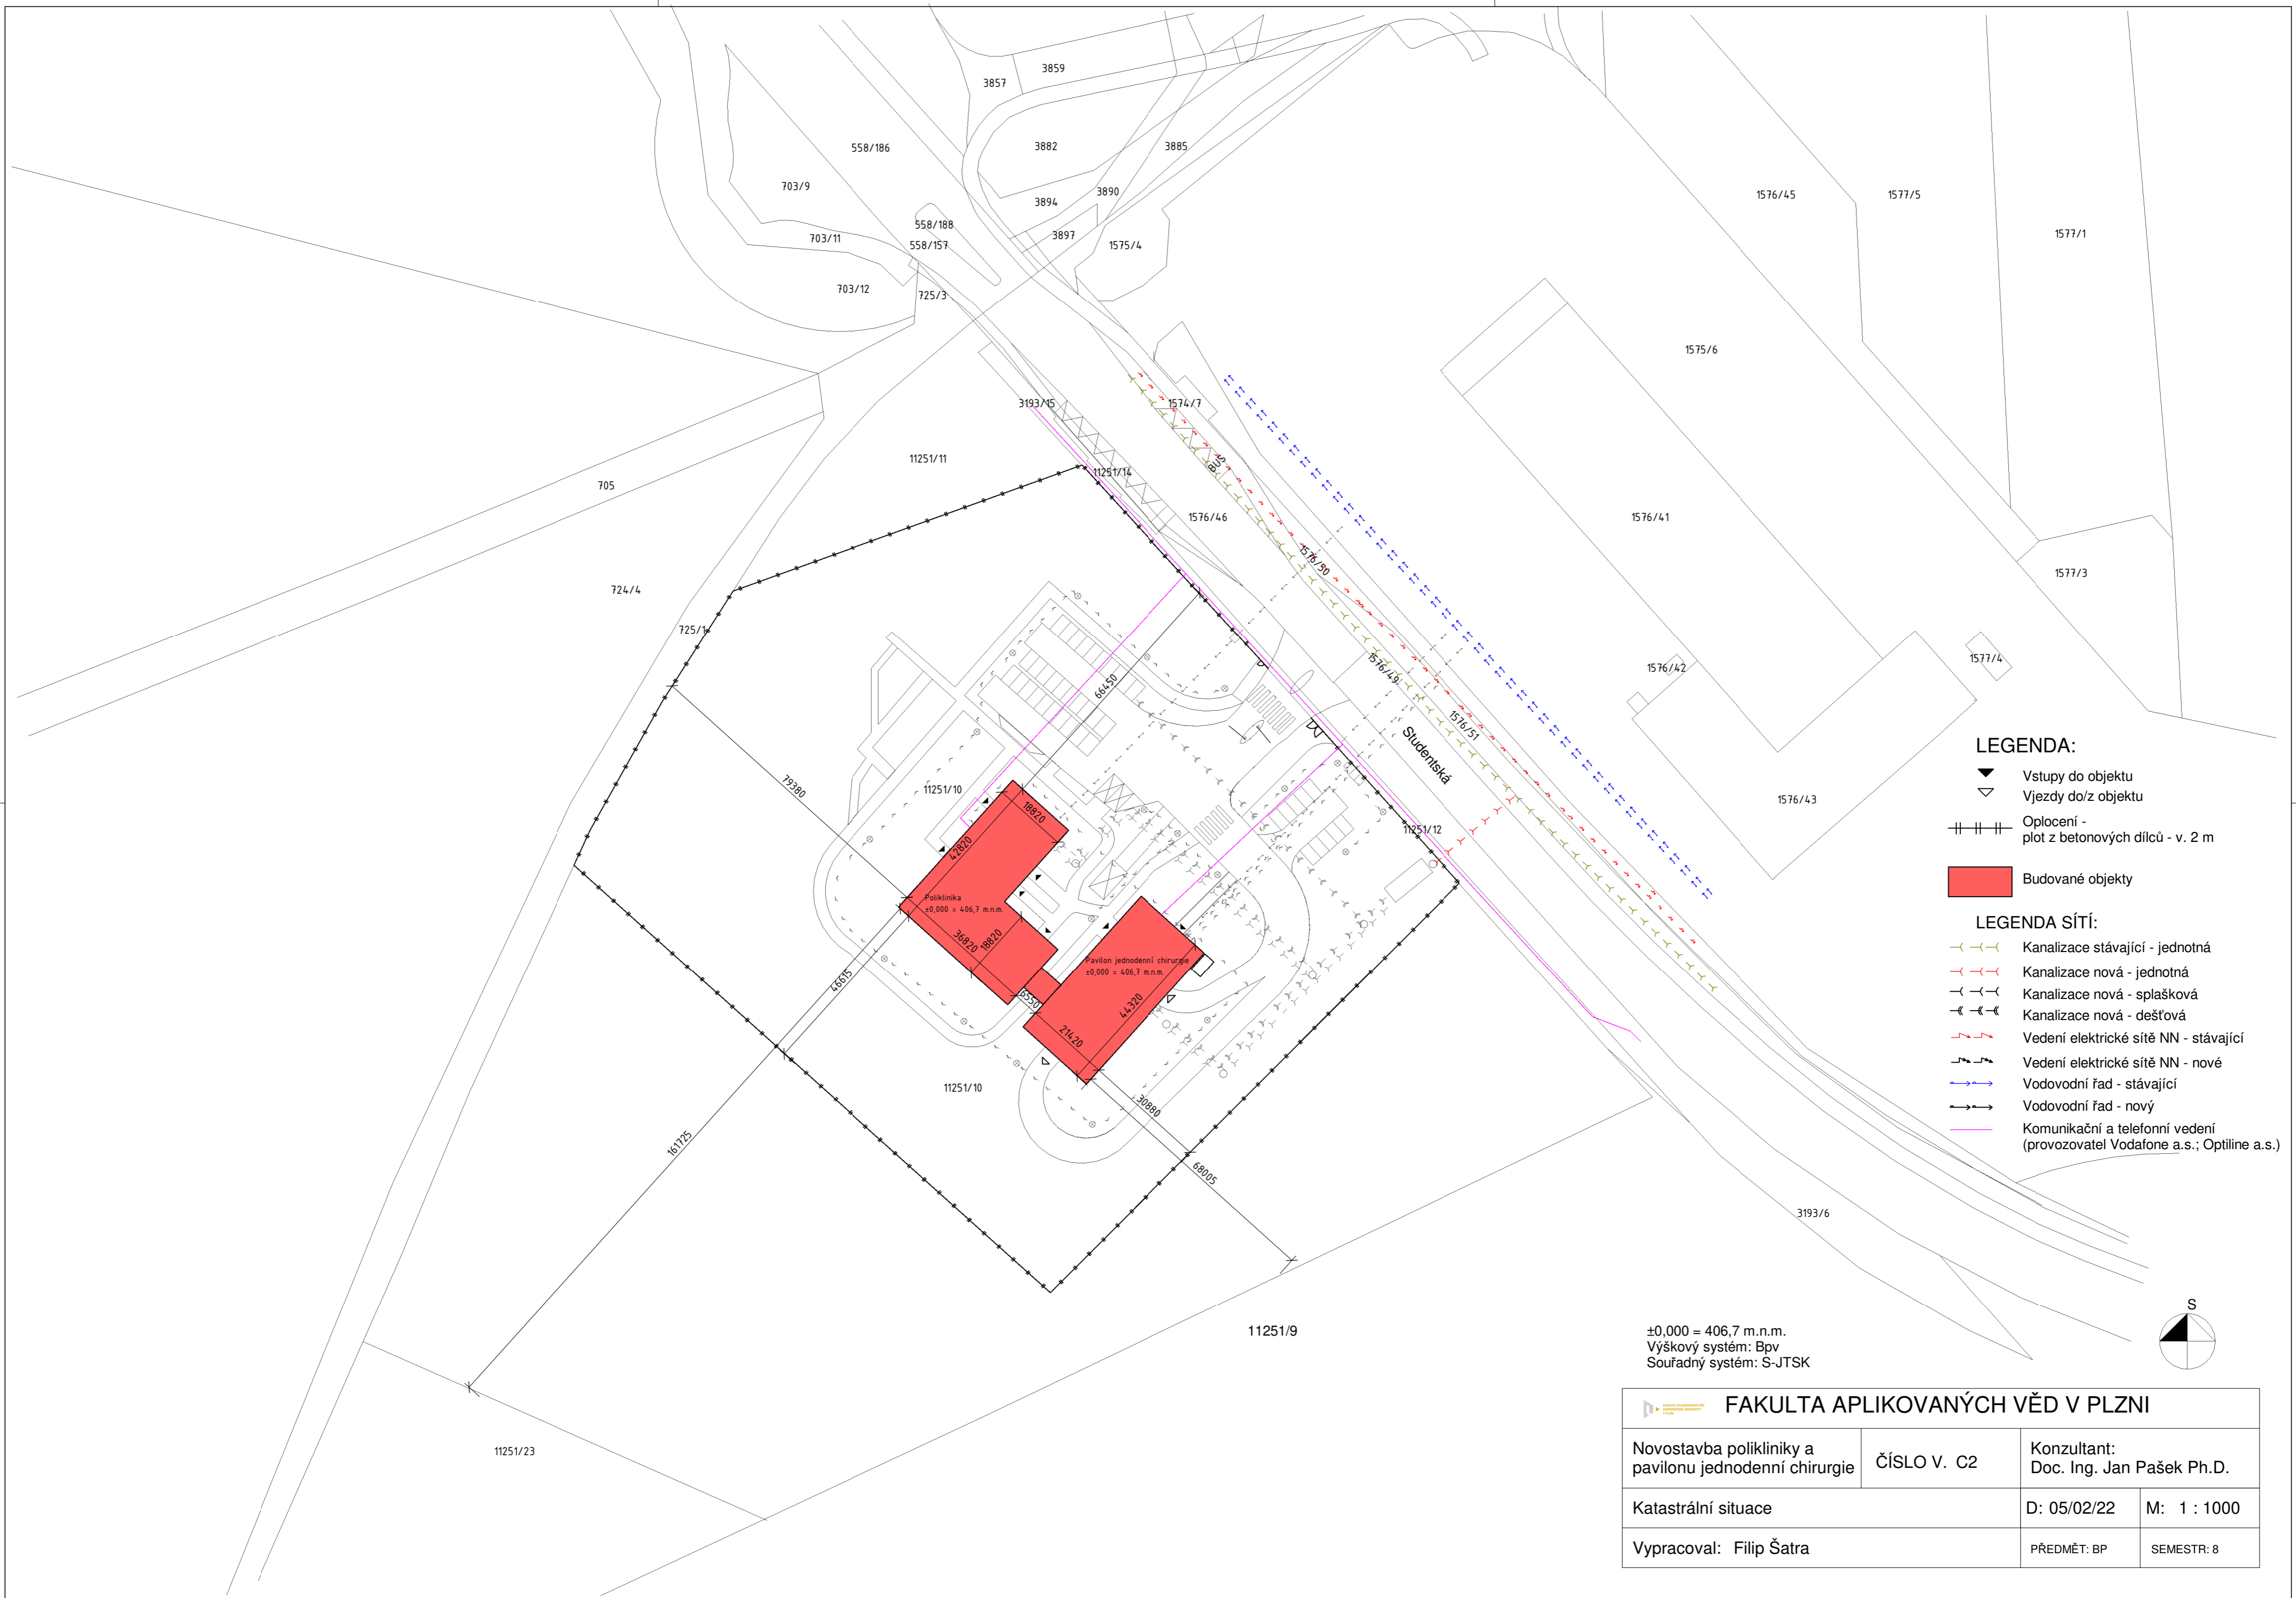 3859
3857
3882
3885
558/186
703/9
3890
3894
558/188
3897
703/11
558/157
1575/4
703/12
725/3
1576/45
1577/5
1577/1
1575/6
3193/15
1574/7
11251/11
BUS
11251/14
705
1576/46
1576/41
1576/50
1577/3
724/4
725/1
1576/49
1576/42
1577/4
66450
1576/51
Studentská
79380
11251/10
1576/43
18820
11251/12
42820
Poliklinika
±0,000 = 406,7 m.n.m.
36820
18820
Pavilon jednodenní chirurgie
±0,000 = 406,7 m.n.m.
46615
6550
44320
21420
11251/10
30880
161725
68005
3193/6
11251/9
11251/23
LEGENDA:
Vstupy do objektu
Vjezdy do/z objektu
Oplocení -
plot z betonových dílců - v. 2 m
Budované objekty
LEGENDA SÍTÍ:
Kanalizace stávající - jednotná
Kanalizace nová - jednotná
Kanalizace nová - splašková
Kanalizace nová - dešťová
Vedení elektrické sítě NN - stávající
Vedení elektrické sítě NN - nové
Vodovodní řad - stávající
Vodovodní řad - nový
Komunikační a telefonní vedení
(provozovatel Vodafone a.s.; Optiline a.s.)
S
±0,000 = 406,7 m.n.m.
Výškový systém: Bpv
Souřadný systém: S-JTSK
FAKULTA APLIKOVANÝCH VĚD V PLZNI
Novostavba polikliniky a
pavilonu jednodenní chirurgie
ČÍSLO V. C2
Konzultant:
Doc. Ing. Jan Pašek Ph.D.
Katastrální situace
D: 05/02/22
M: 1 : 1000
Vypracoval: Filip Šatra
PŘEDMĚT: BP
SEMESTR: 8